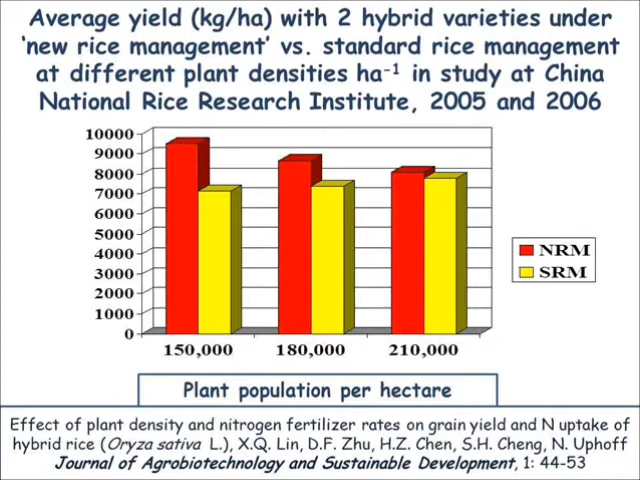 Average yield (kg/ha) with 2 hybrid varieties under
‘new rice management’ vs. standard rice management
at different plant densities ha⁻¹ in study at China
National Rice Research Institute, 2005 and 2006
10000
9000
8000
7000
6000
5000
4000
3000
2000
1000
0
150,000 180,000 210,000
NRM
SRM
Plant population per hectare
Effect of plant density and nitrogen fertilizer rates on grain yield and N uptake of
hybrid rice (Oryza sativa L.), X.Q. Lin, D.F. Zhu, H.Z. Chen, S.H. Cheng, N. Uphoff
Journal of Agrobiotechnology and Sustainable Development, 1: 44-53